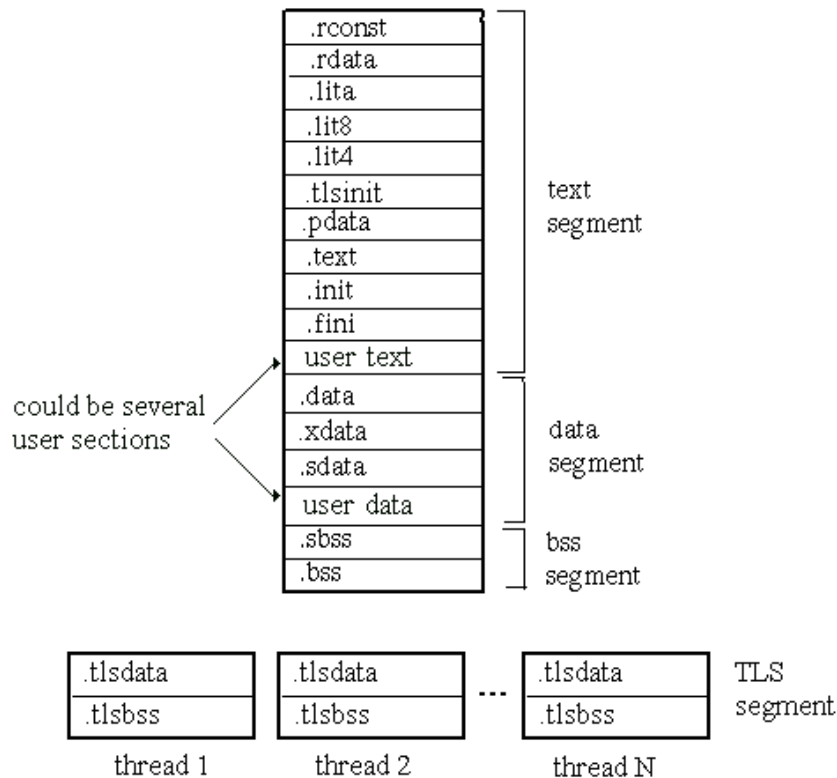 .rconst
.rdata
.lita
.lit8
.lit4
.tlsinit
.pdata
.text
.init
.fini
user text
text
segment
.data
.xdata
.sdata
user data
could be several
user sections
data
segment
.sbss
.bss
bss
segment
.tlsdata
.tlsbss
thread 1
.tlsdata
.tlsbss
thread 2
...
.tlsdata
.tlsbss
thread N
TLS
segment